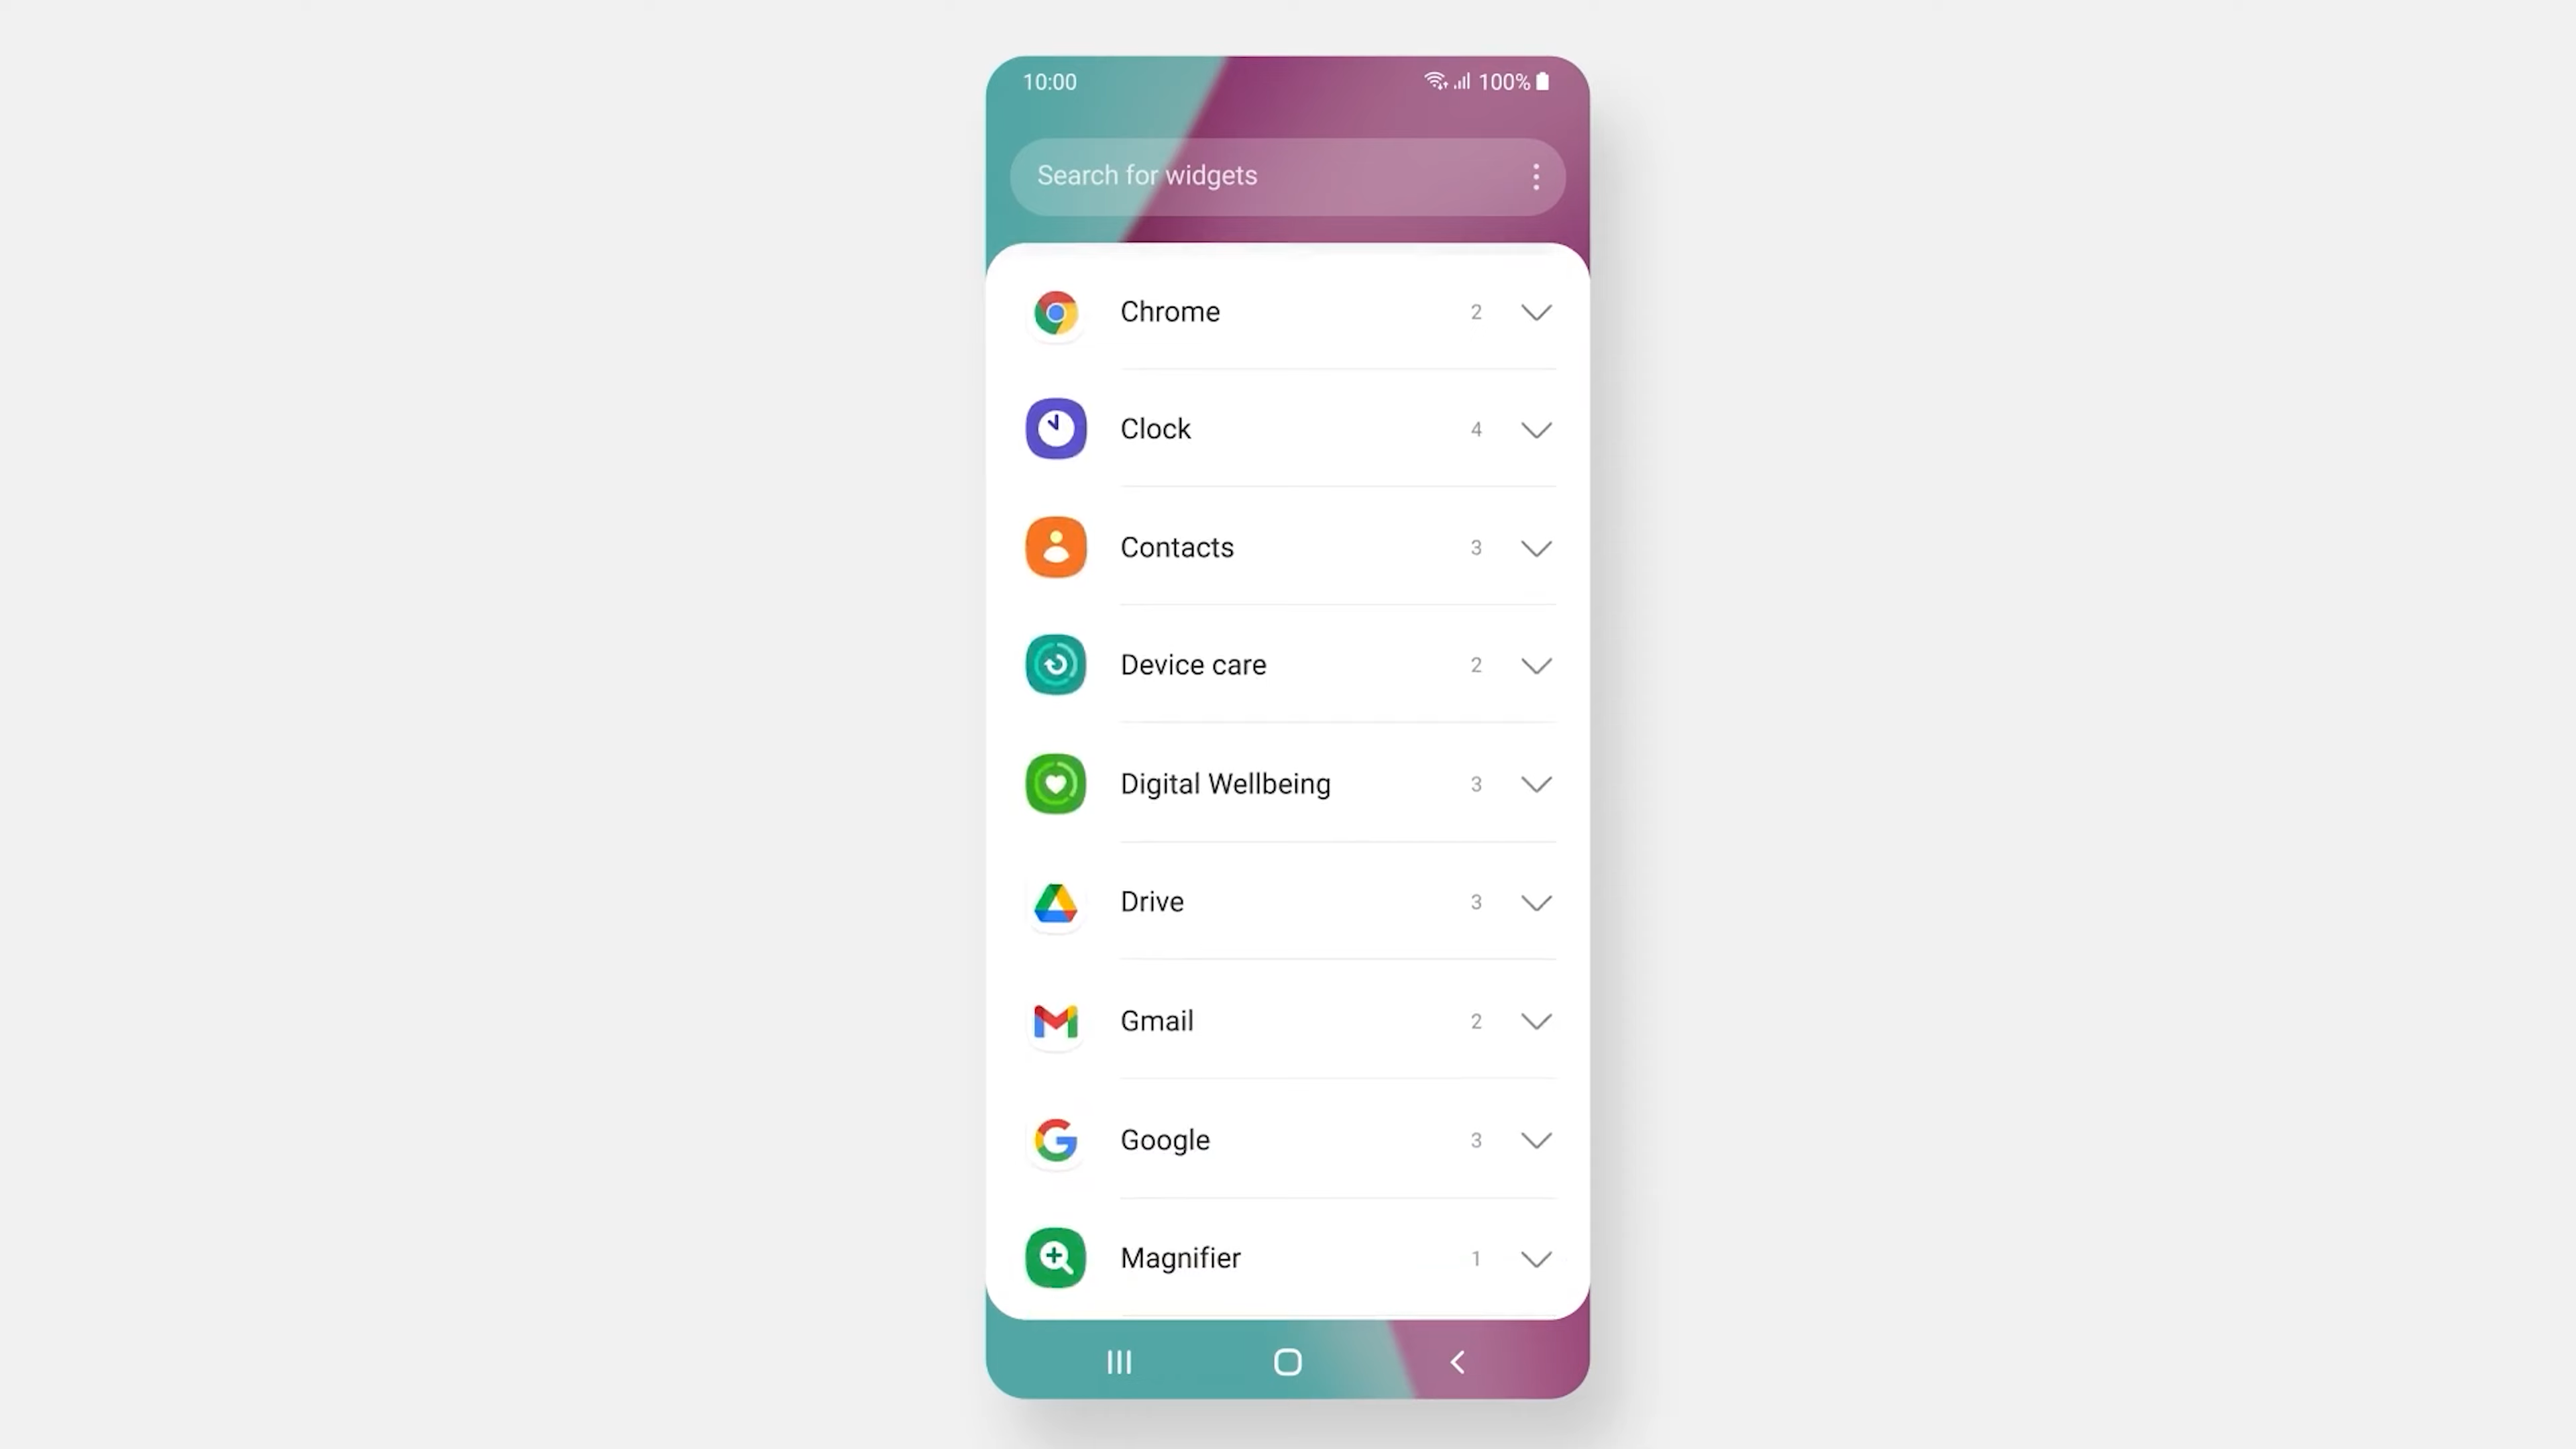 10:00 100%
Search for widgets
Chrome 2
Clock 4
Contacts 3
Device care 2
Digital Wellbeing 3
Drive 3
Gmail 2
Google 3
Magnifier 1